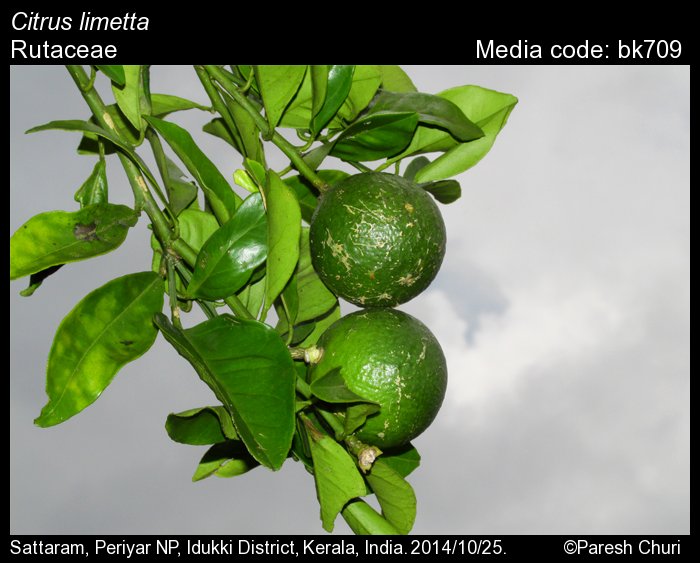 Citrus limetta
Rutaceae
Media code: bk709
Sattaram, Periyar NP, Idukki District, Kerala, India. 2014/10/25.
©Paresh Churi